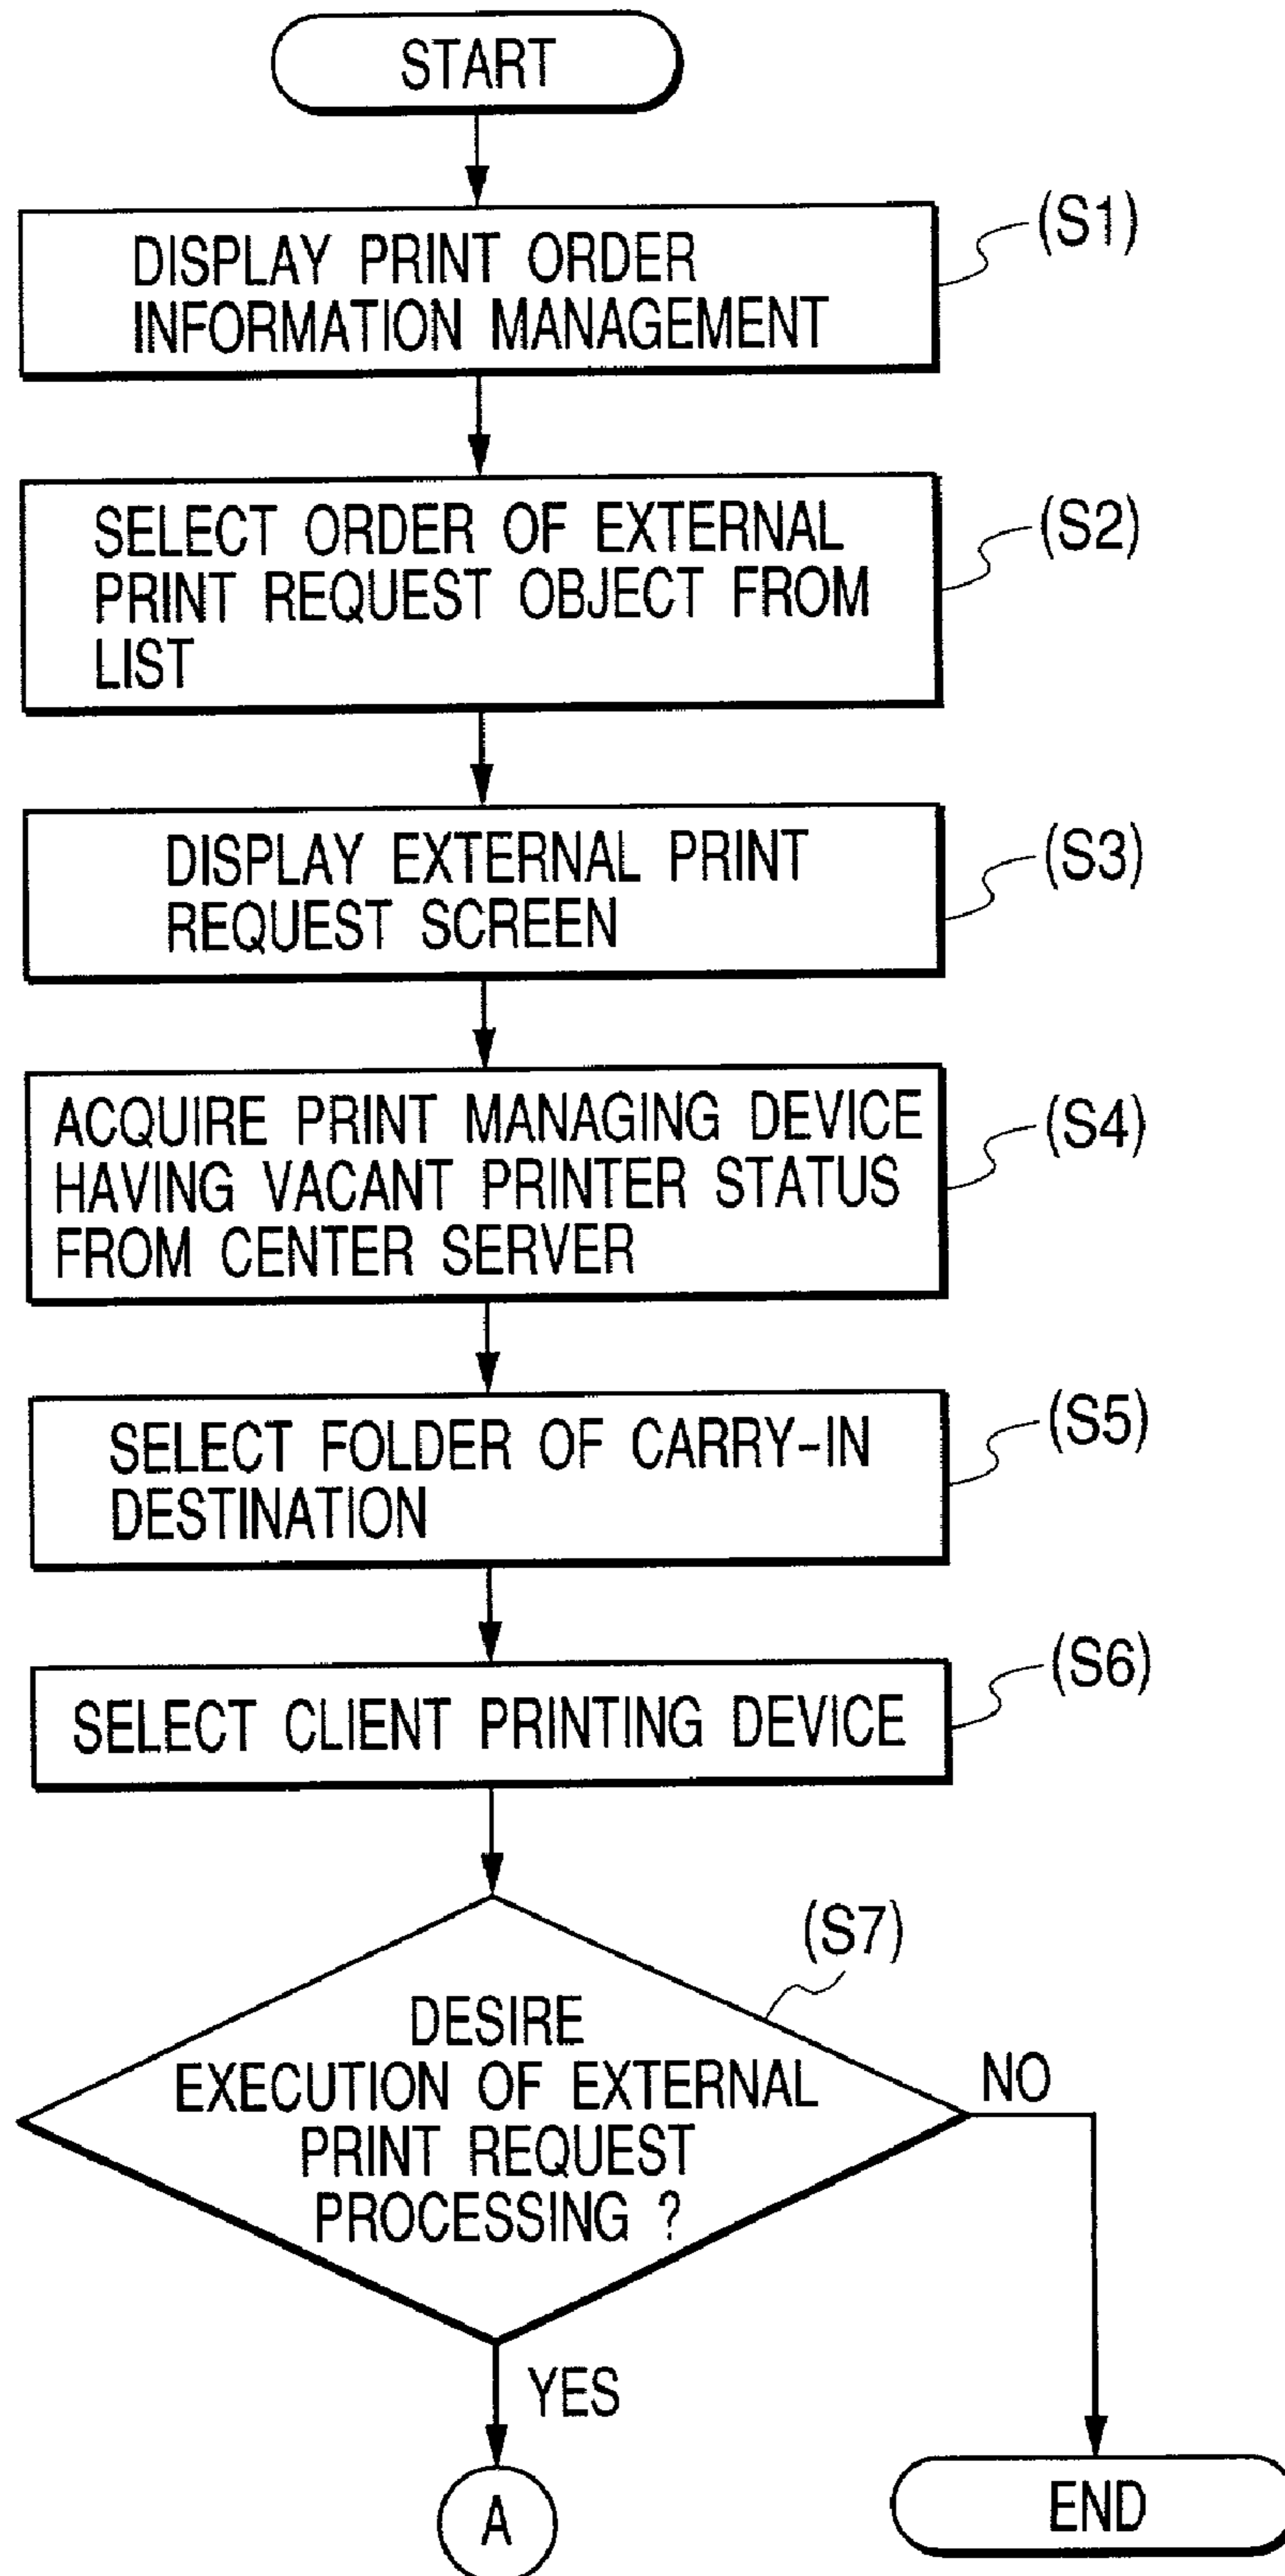 START
(S1)
DISPLAY PRINT ORDER
INFORMATION MANAGEMENT
(S2)
SELECT ORDER OF EXTERNAL
PRINT REQUEST OBJECT FROM
LIST
(S3)
DISPLAY EXTERNAL PRINT
REQUEST SCREEN
(S4)
ACQUIRE PRINT MANAGING DEVICE
HAVING VACANT PRINTER STATUS
FROM CENTER SERVER
(S5)
SELECT FOLDER OF CARRY-IN
DESTINATION
(S6)
SELECT CLIENT PRINTING DEVICE
(S7)
DESIRE
EXECUTION OF EXTERNAL
PRINT REQUEST
PROCESSING ?
NO
YES
A
END